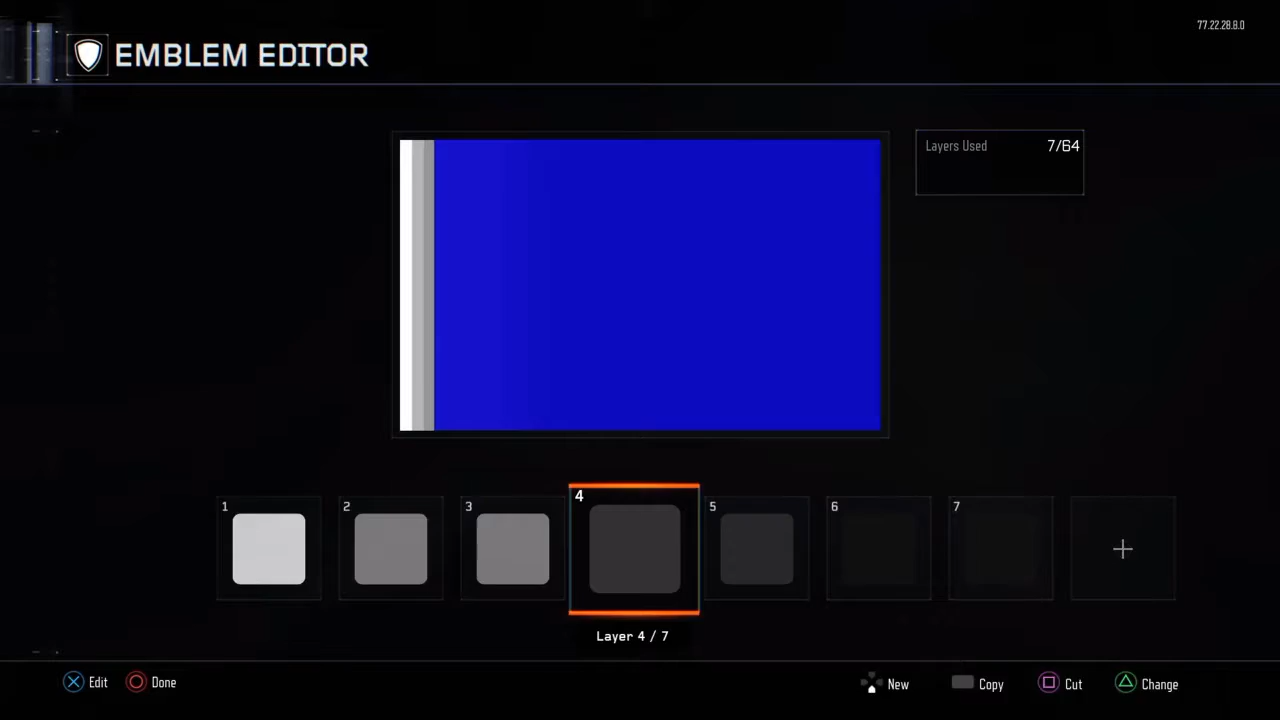 77.22.28.8.0
EMBLEM EDITOR
Layers Used 7/64
1 2 3 4 5 6 7
Layer 4 / 7
Edit Done New Copy Cut Change